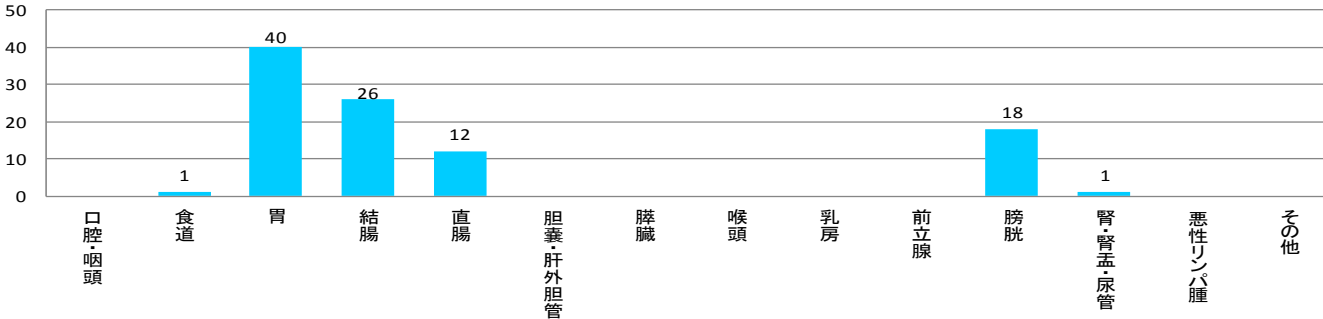 50
40
30
20
10
0
1
40
26
12
18
1
口腔・咽頭
食道
胃
結腸
直腸
胆嚢・肝外胆管
膵臓
喉頭
乳房
前立腺
膀胱
腎・腎盂・尿管
悪性リンパ腫
その他